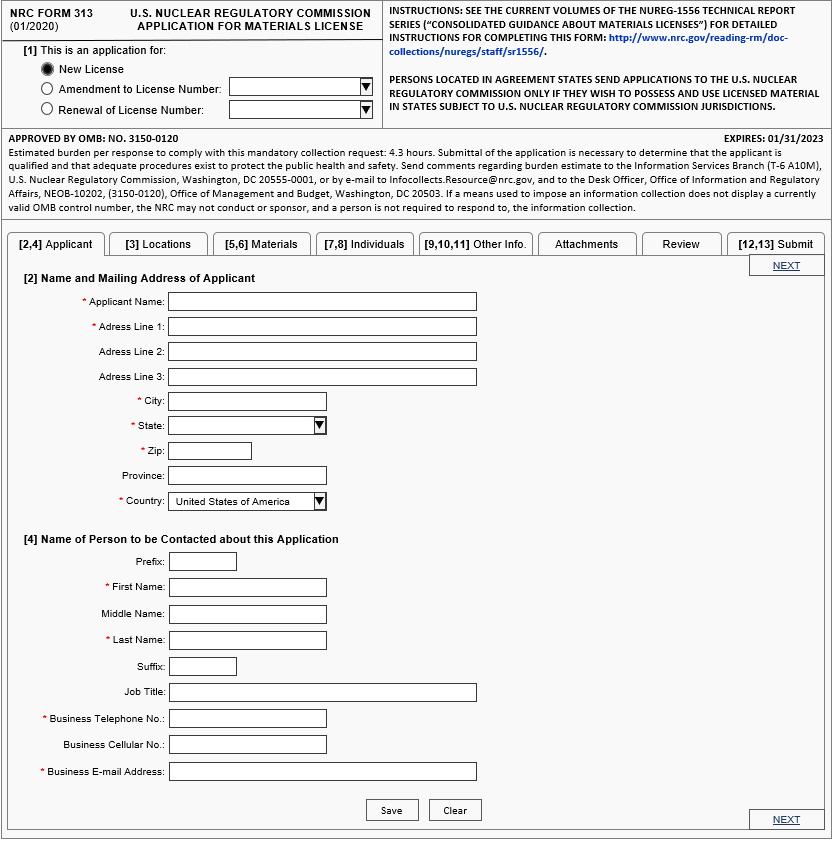 NRC FORM 313
(01/2020)
U.S. NUCLEAR REGULATORY COMMISSION
APPLICATION FOR MATERIALS LICENSE
[1] This is an application for:
New License
Amendment to License Number:
Renewal of License Number:
INSTRUCTIONS: SEE THE CURRENT VOLUMES OF THE NUREG-1556 TECHNICAL REPORT
SERIES ("CONSOLIDATED GUIDANCE ABOUT MATERIALS LICENSES") FOR DETAILED
INSTRUCTIONS FOR COMPLETING THIS FORM: http://www.nrc.gov/reading-rm/doc-
collections/nuregs/staff/sr1556/.
PERSONS LOCATED IN AGREEMENT STATES SEND APPLICATIONS TO THE U.S. NUCLEAR
REGULATORY COMMISSION ONLY IF THEY WISH TO POSSESS AND USE LICENSED MATERIAL
IN STATES SUBJECT TO U.S. NUCLEAR REGULATORY COMMISSION JURISDICTIONS.
APPROVED BY OMB: NO. 3150-0120 EXPIRES: 01/31/2023
Estimated burden per response to comply with this mandatory collection request: 4.3 hours. Submittal of the application is necessary to determine that the applicant is
qualified and that adequate procedures exist to protect the public health and safety. Send comments regarding burden estimate to the Information Services Branch (T-6 A10M),
U.S. Nuclear Regulatory Commission, Washington, DC 20555-0001, or by e-mail to Infocollects.Resource@nrc.gov, and to the Desk Officer, Office of Information and Regulatory
Affairs, NEOB-10202, (3150-0120), Office of Management and Budget, Washington, DC 20503. If a means used to impose an information collection does not display a currently
valid OMB control number, the NRC may not conduct or sponsor, and a person is not required to respond to, the information collection.
[2,4] Applicant [3] Locations [5,6] Materials [7,8] Individuals [9,10,11] Other Info. Attachments Review [12,13] Submit
NEXT
[2] Name and Mailing Address of Applicant
* Applicant Name:
* Adress Line 1:
Adress Line 2:
Adress Line 3:
* City:
* State:
* Zip:
Province:
* Country: United States of America
[4] Name of Person to be Contacted about this Application
Prefix:
* First Name:
Middle Name:
* Last Name:
Suffix:
Job Title:
* Business Telephone No.:
Business Cellular No.:
* Business E-mail Address:
Save Clear
NEXT